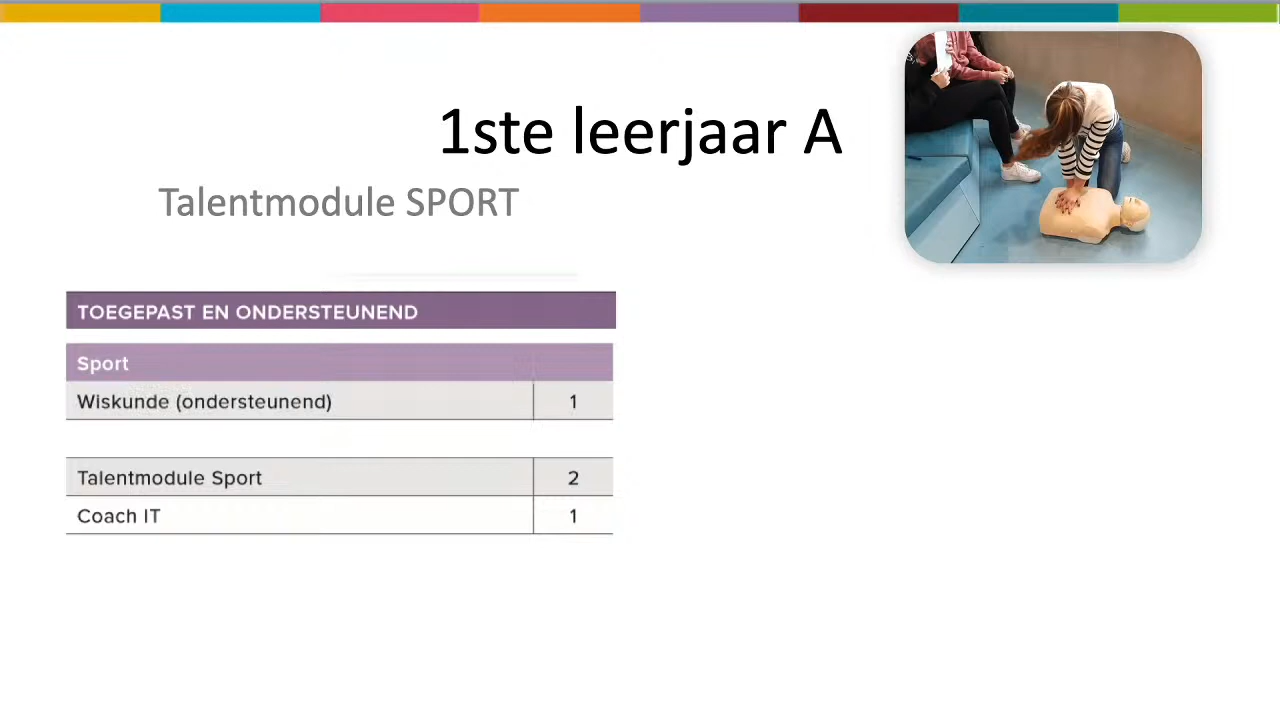 1ste leerjaar A
Talentmodule SPORT
TOEGEPAST EN ONDERSTEUNEND
Sport
Wiskunde (ondersteunend) 1
Talentmodule Sport 2
Coach IT 1